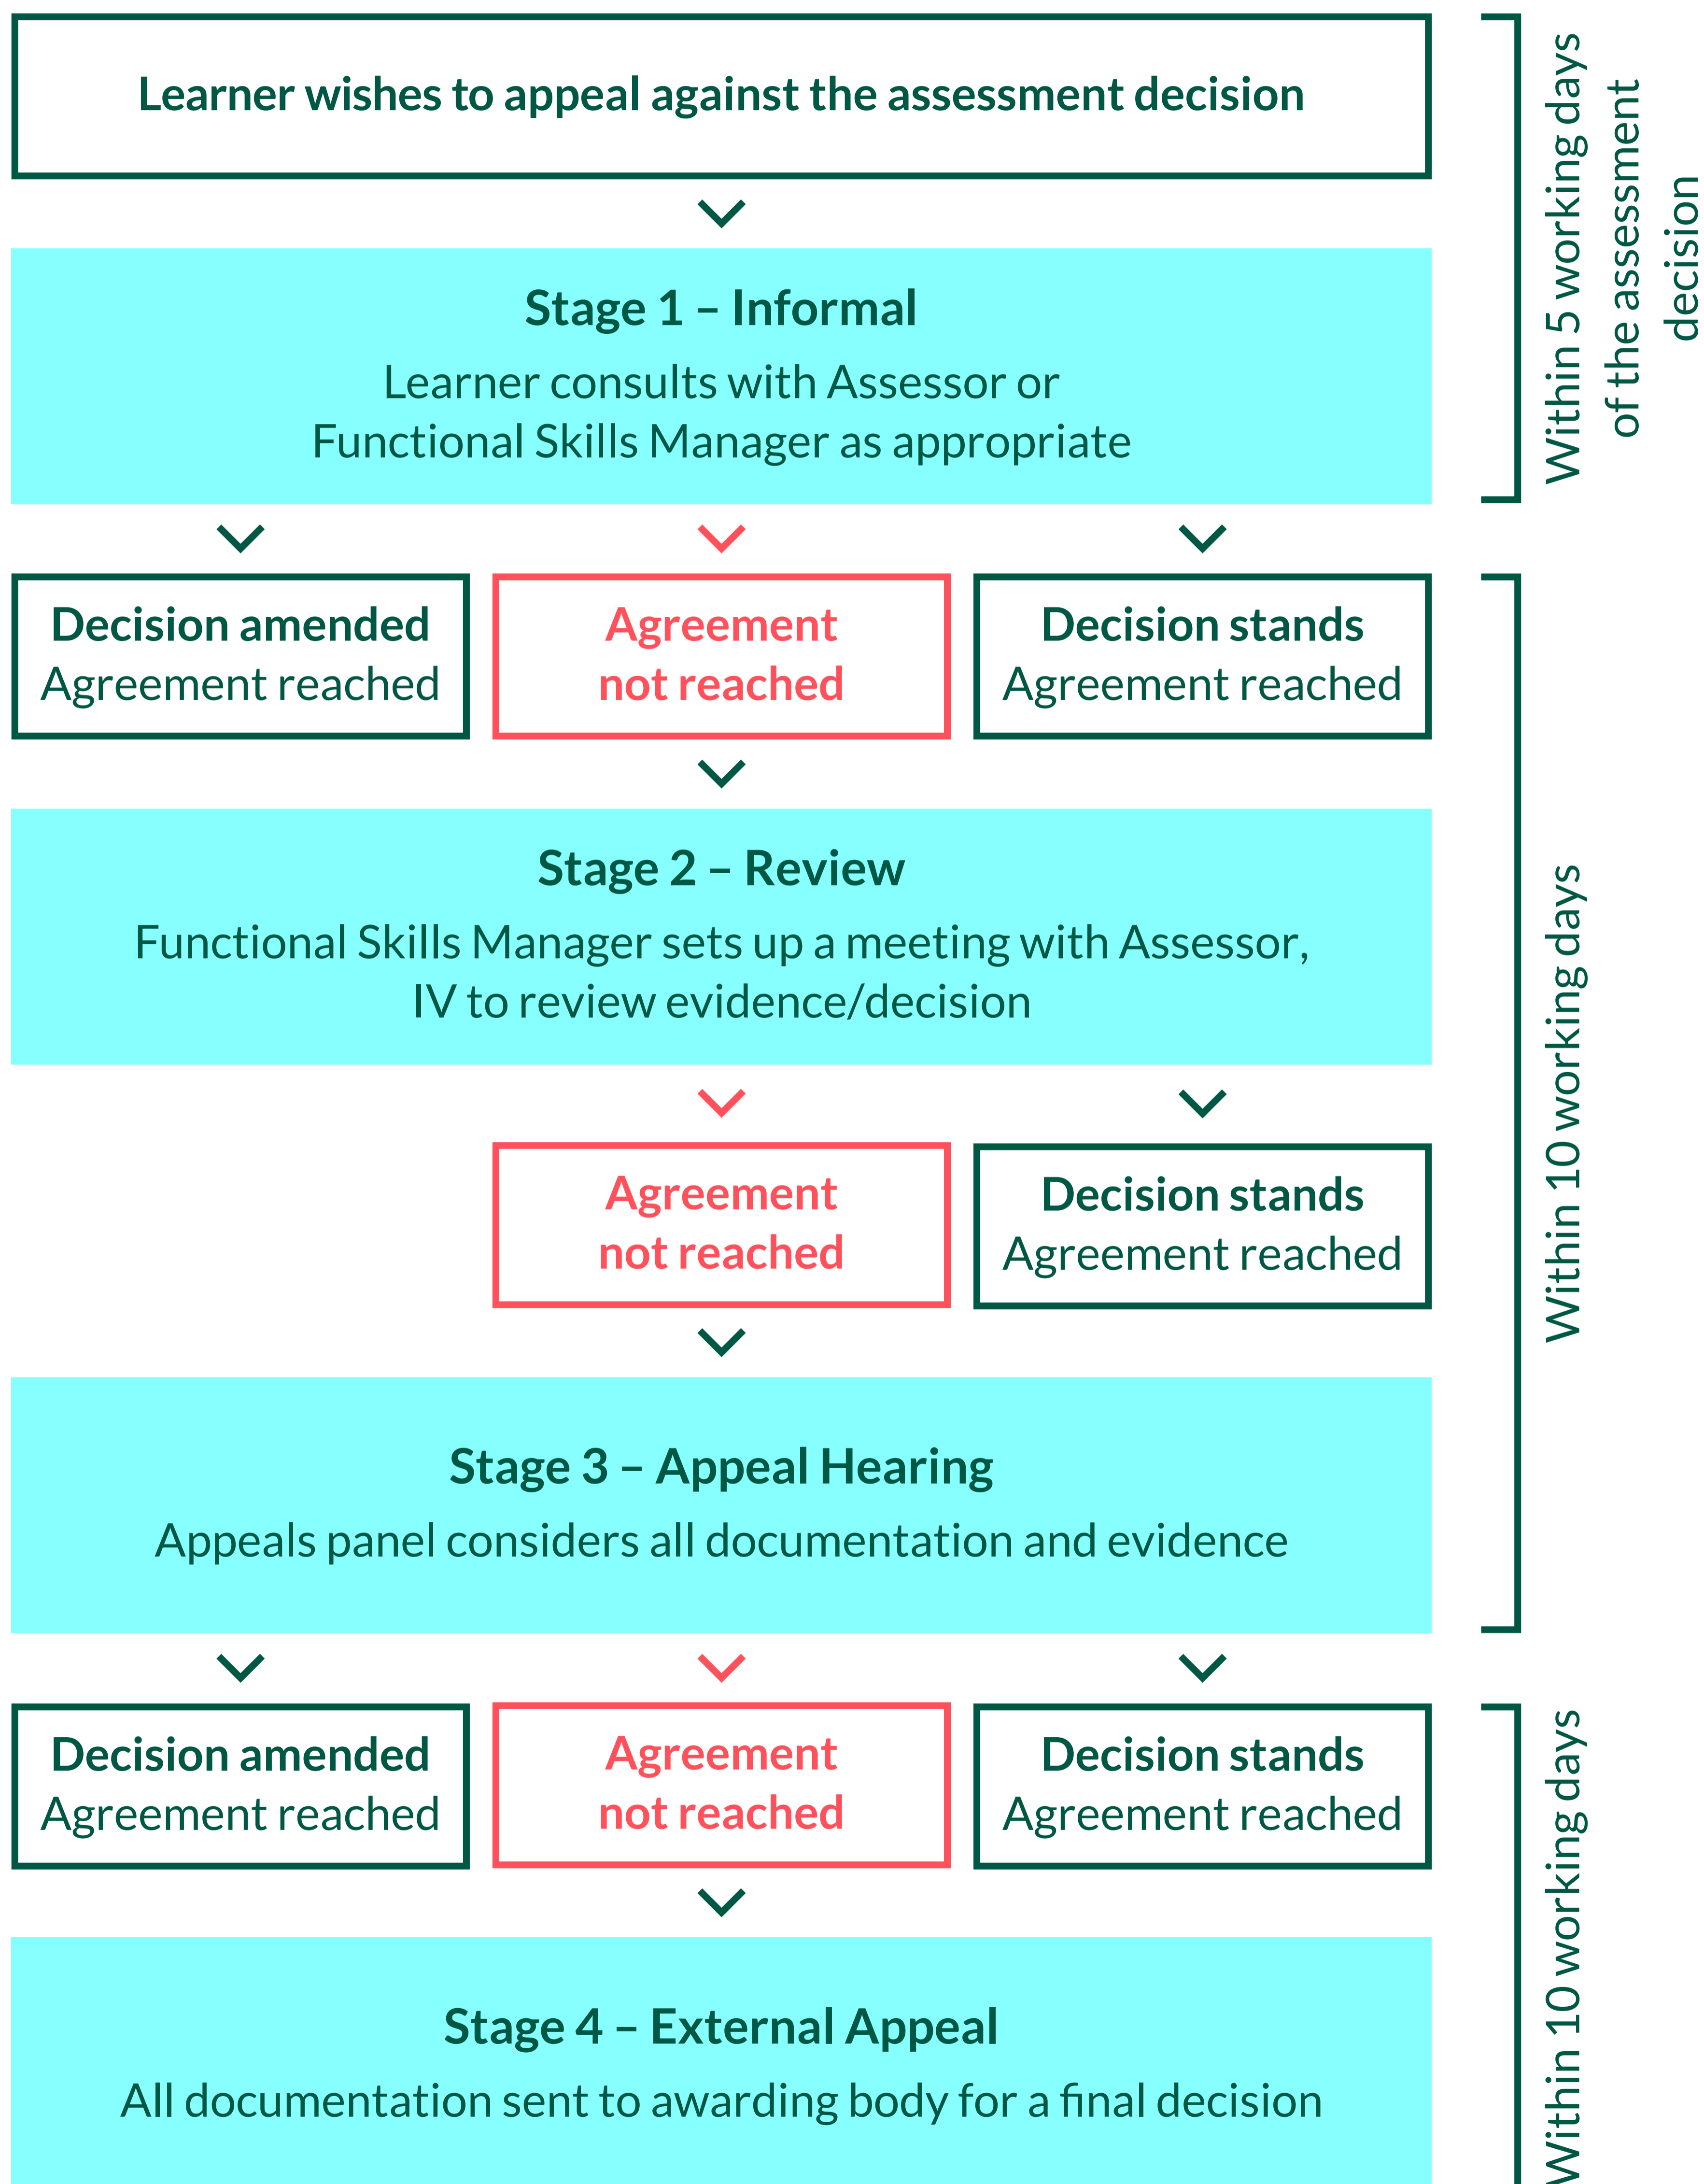 Learner wishes to appeal against the assessment decision
Within 5 working days
of the assessment
decision
Stage 1 – Informal
Learner consults with Assessor or
Functional Skills Manager as appropriate
Decision amended
Agreement reached
Agreement
not reached
Decision stands
Agreement reached
Within 10 working days
Stage 2 – Review
Functional Skills Manager sets up a meeting with Assessor,
IV to review evidence/decision
Agreement
not reached
Decision stands
Agreement reached
Stage 3 – Appeal Hearing
Appeals panel considers all documentation and evidence
Decision amended
Agreement reached
Agreement
not reached
Decision stands
Agreement reached
Within 10 working days
Stage 4 – External Appeal
All documentation sent to awarding body for a final decision